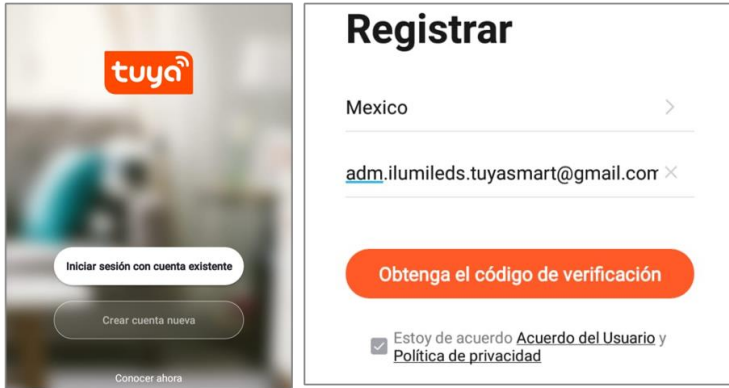 tuya
Iniciar sesión con cuenta existente
Crear cuenta nueva
Conocer ahora
Registrar
Mexico
adm.ilumileds.tuyasmart@gmail.com
Obtenga el código de verificación
Estoy de acuerdo Acuerdo del Usuario y
Política de privacidad